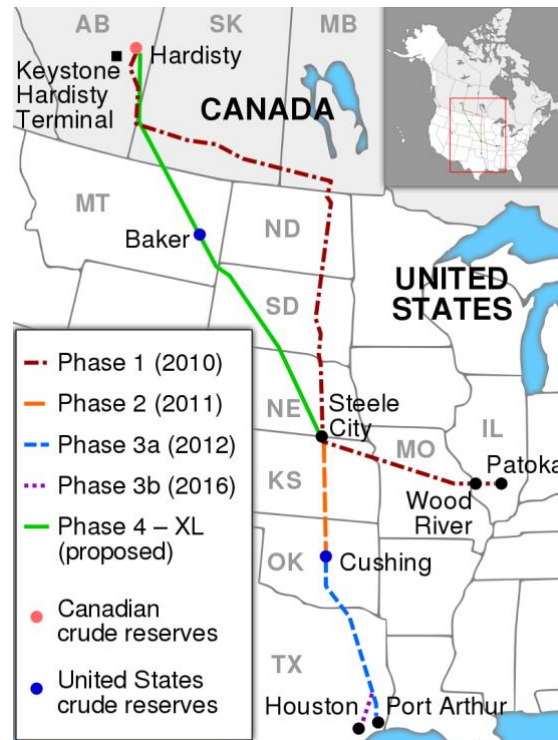 AB
SK
MB
Hardisty
Keystone
Hardisty
Terminal
CANADA
MT
ND
Baker
UNITED
STATES
SD
Phase 1 (2010)
Phase 2 (2011)
Phase 3a (2012)
Phase 3b (2016)
Phase 4 – XL
(proposed)
Canadian
crude reserves
United States
crude reserves
NE
Steele
City
MO
IL
Patoka
Wood
River
KS
OK
Cushing
TX
Houston
Port Arthur